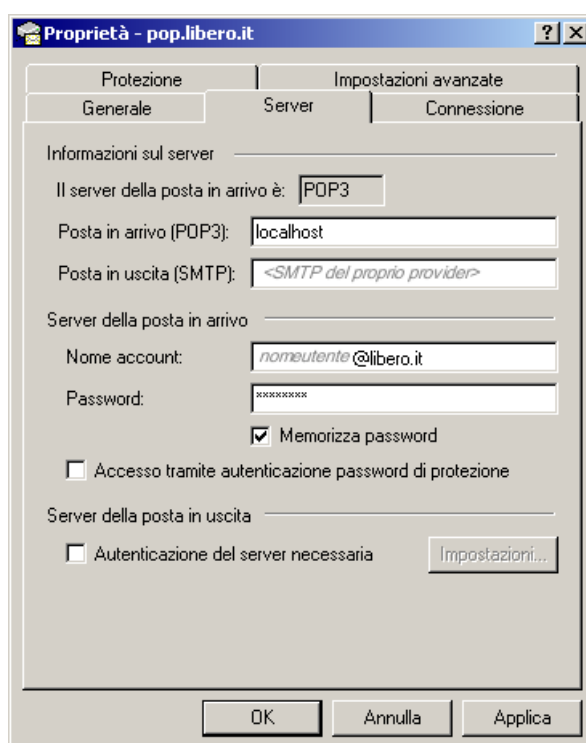 Proprietà - pop.libero.it
Protezione
Impostazioni avanzate
Generale
Server
Connessione
Informazioni sul server
Il server della posta in arrivo è: POP3
Posta in arrivo (POP3): localhost
Posta in uscita (SMTP): <SMTP del proprio provider>
Server della posta in arrivo
Nome account: nomeutente @libero.it
Password: ********
Memorizza password
Accesso tramite autenticazione password di protezione
Server della posta in uscita
Autenticazione del server necessaria
Impostazioni...
OK
Annulla
Applica